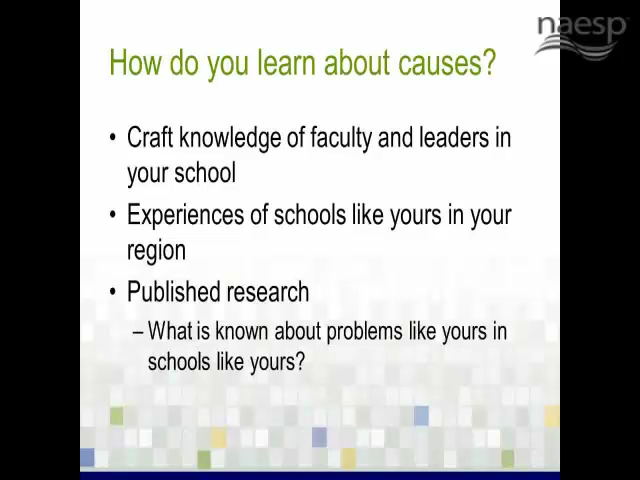 naesp
How do you learn about causes?
• Craft knowledge of faculty and leaders in
your school
• Experiences of schools like yours in your
region
• Published research
– What is known about problems like yours in
schools like yours?